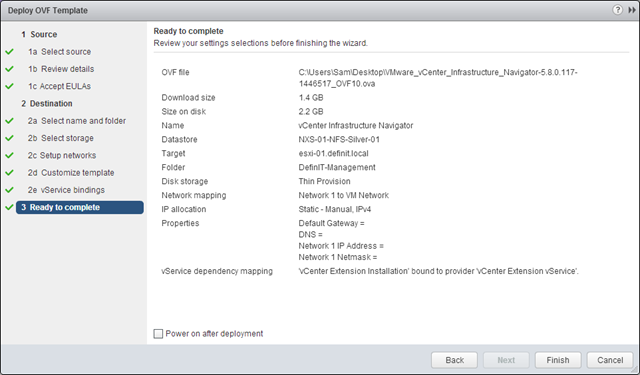 Deploy OVF Template
1 Source
1a Select source
1b Review details
1c Accept EULAs
2 Destination
2a Select name and folder
2b Select storage
2c Setup networks
2d Customize template
2e vService bindings
3 Ready to complete
Ready to complete
Review your settings selections before finishing the wizard.
OVF file C:\Users\Sam\Desktop\VMware_vCenter_Infrastructure_Navigator-5.8.0.117-
1446517_OVF10.ova
Download size 1.4 GB
Size on disk 2.2 GB
Name vCenter Infrastructure Navigator
Datastore NXS-01-NFS-Silver-01
Target esxi-01.definit.local
Folder DefinIT-Management
Disk storage Thin Provision
Network mapping Network 1 to VM Network
IP allocation Static - Manual, IPv4
Properties Default Gateway =
DNS =
Network 1 IP Address =
Network 1 Netmask =
vService dependency mapping 'vCenter Extension Installation' bound to provider 'vCenter Extension vService'.
Power on after deployment
Back Next Finish Cancel